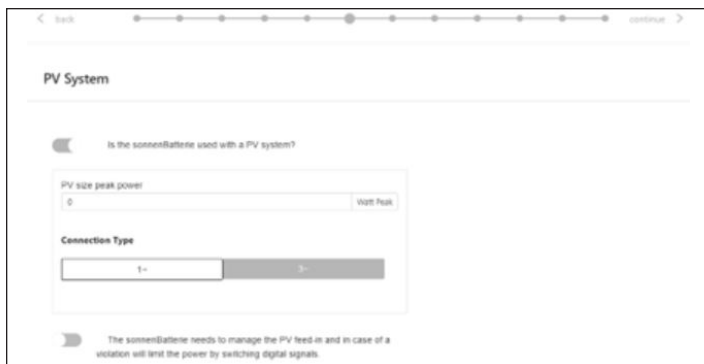 back
continue
PV System
Is the sonnenBatterie used with a PV system?
PV size peak power
0
Watt Peak
Connection Type
1~
3~
The sonnenBatterie needs to manage the PV feed-in and in case of a
violation will limit the power by switching digital signals.